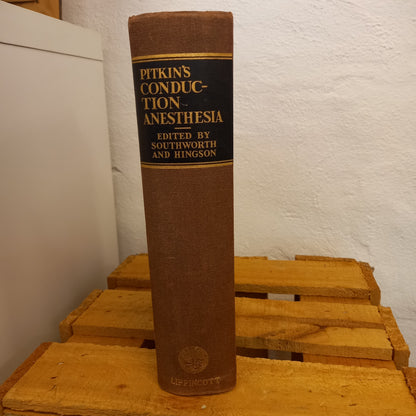 PITKIN'S
CONDUC-
TION
ANESTHESIA
EDITED BY
SOUTHWORTH
AND HINGSON
LIPPINCOTT